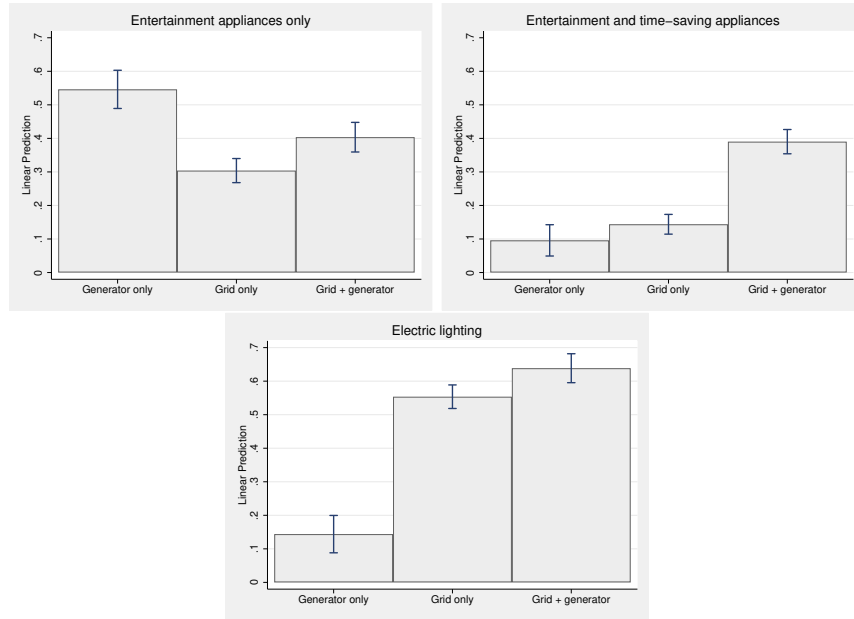 Entertainment appliances only
Linear Prediction
.7
.6
.5
.4
.3
.2
.1
0
Generator only Grid only Grid + generator
Entertainment and time−saving appliances
Linear Prediction
.7
.6
.5
.4
.3
.2
.1
0
Generator only Grid only Grid + generator
Electric lighting
Linear Prediction
.7
.6
.5
.4
.3
.2
.1
0
Generator only Grid only Grid + generator